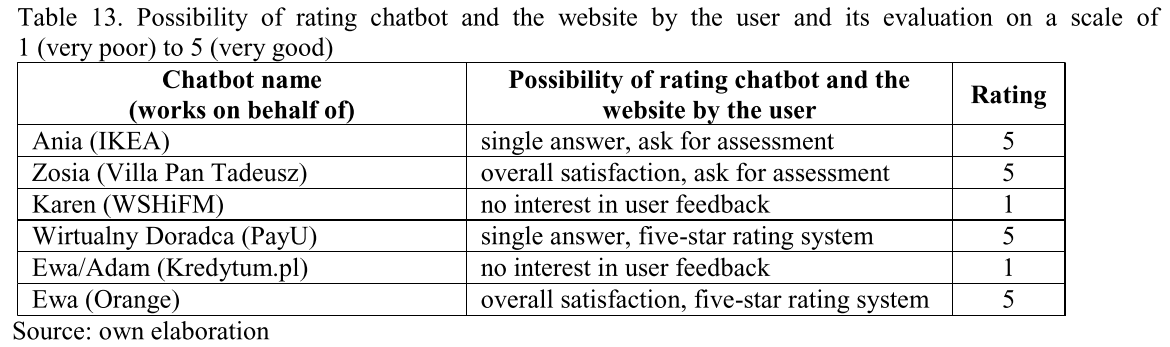 Table 13. Possibility of rating chatbot and the website by the user and its evaluation on a scale of
1 (very poor) to 5 (very good)
Chatbot name
(works on behalf of)
Possibility of rating chatbot and the
website by the user
Rating
Ania (IKEA) single answer, ask for assessment 5
Zosia (Villa Pan Tadeusz) overall satisfaction, ask for assessment 5
Karen (WSHiFM) no interest in user feedback 1
Wirtualny Doradca (PayU) single answer, five-star rating system 5
Ewa/Adam (Kredytum.pl) no interest in user feedback 1
Ewa (Orange) overall satisfaction, five-star rating system 5
Source: own elaboration